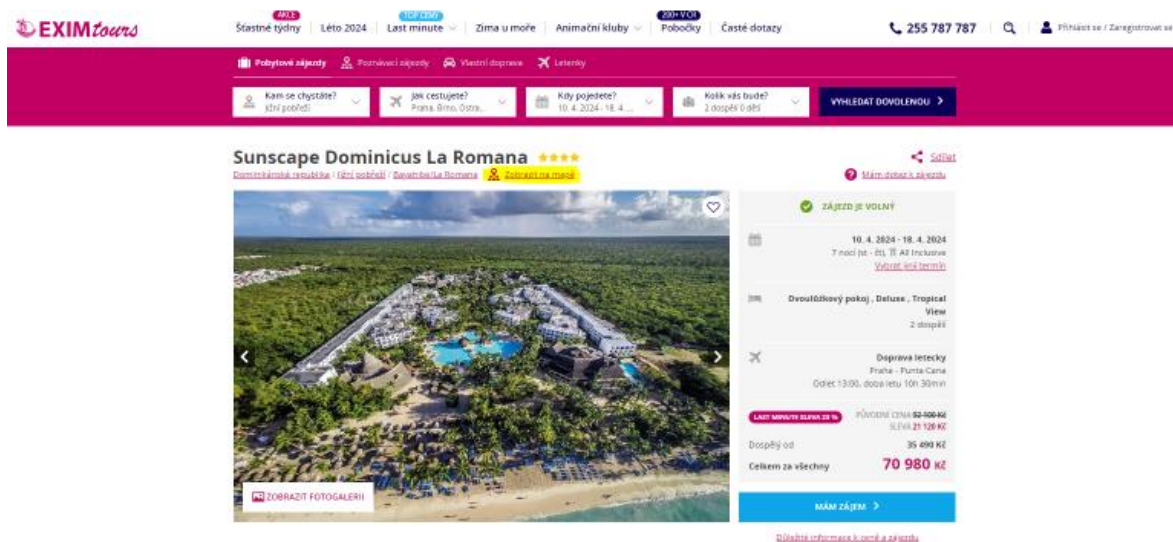 AKCE
TOP CENY
200+ V ČR
EXIMtours
Šťastné týdny
Léto 2024
Last minute
Zima u moře
Animační kluby
Pobočky
Časté dotazy
255 787 787
Přihlásit se / Zaregistrovat se
Pobytové zájezdy
Poznávací zájezdy
Vlastní doprava
Letenky
Kam se chystáte?
Jižní pobřeží
Jak cestujete?
Praha, Brno, Ostra...
Kdy pojedete?
10. 4. 2024 - 18. 4. ...
Kolik vás bude?
2 dospělí 0 dětí
VYHLEDAT DOVOLENOU
Sunscape Dominicus La Romana
Sdílet
Dominikánská republika / Jižní pobřeží / Bayahibe/La Romana
Zobrazit na mapě
Mám dotaz k zájezdu
ZÁJEZD JE VOLNÝ
10. 4. 2024 - 18. 4. 2024
7 nocí (st - čt), All Inclusive
Vybrat jiný termín
Dvoulůžkový pokoj , Deluxe , Tropical
View
2 dospělí
Doprava letecky
Praha - Punta Cana
Odlet 13:00, doba letu 10h 30min
LAST MINUTE SLEVA
PŮVODNÍ CENA 52 100 Kč
SLEVA 21 120 Kč
Dospělý od
35 490 Kč
Celkem za všechny
70 980 Kč
ZOBRAZIT FOTOGALERII
MÁM ZÁJEM
Důležité informace k ceně a zájezdu